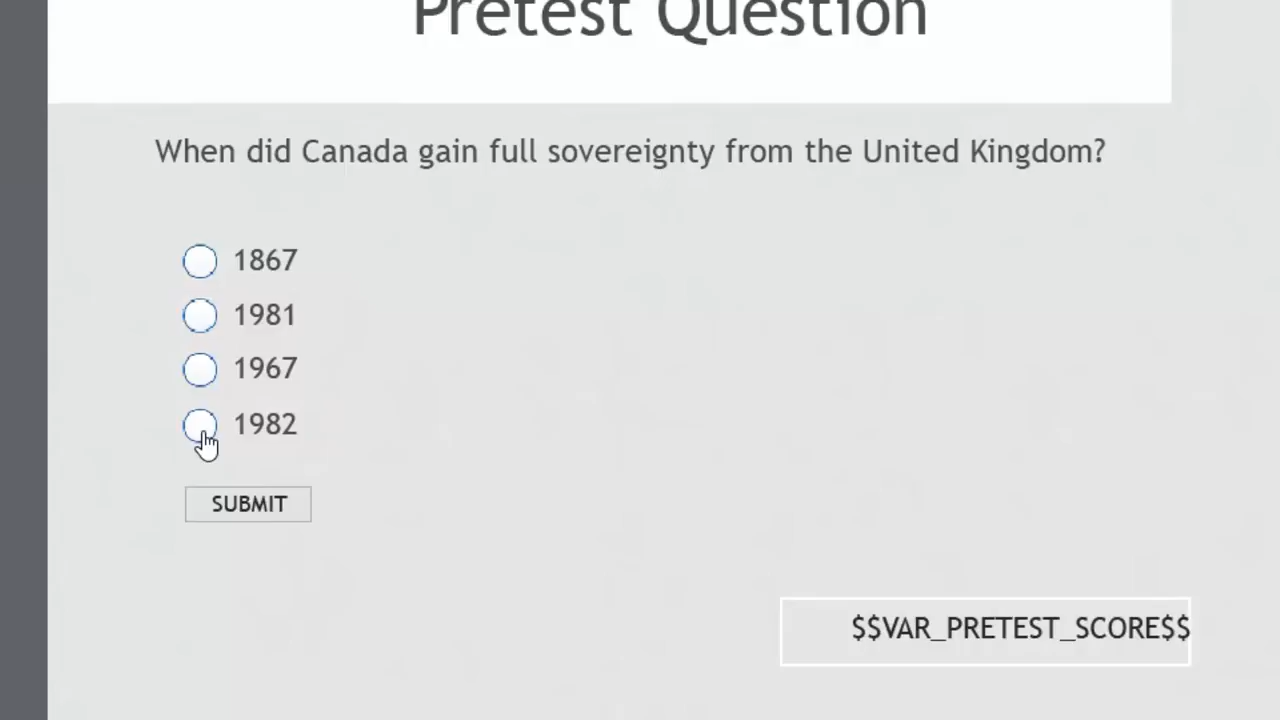 Pretest Question
When did Canada gain full sovereignty from the United Kingdom?
1867
1981
1967
1982
SUBMIT
$$VAR_PRETEST_SCORE$$